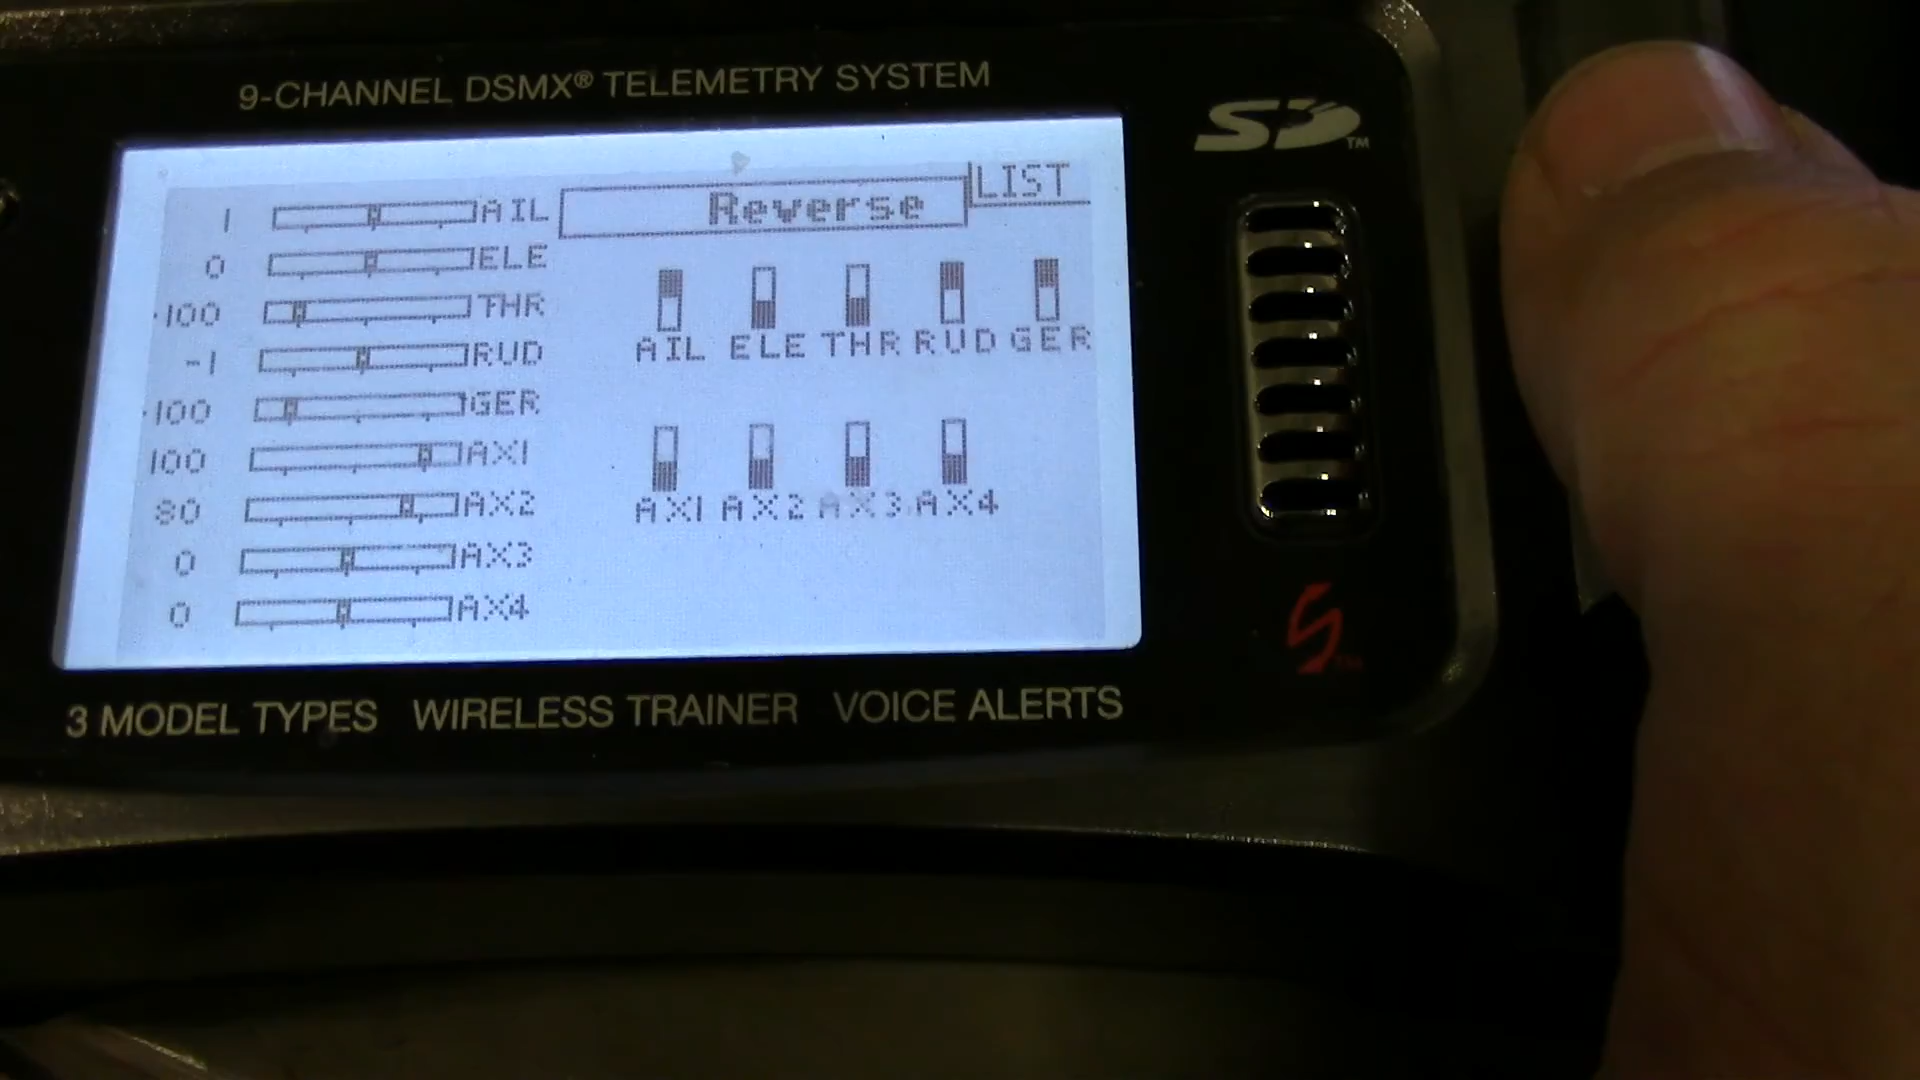 9-CHANNEL DSMX® TELEMETRY SYSTEM
SD™
LIST
Reverse
1 AIL
0 ELE
-100 THR
-1 RUD
-100 GER
100 AX1
80 AX2
0 AX3
0 AX4
AIL ELE THR RUD GER
AX1 AX2 AX3 AX4
S™
3 MODEL TYPES WIRELESS TRAINER VOICE ALERTS